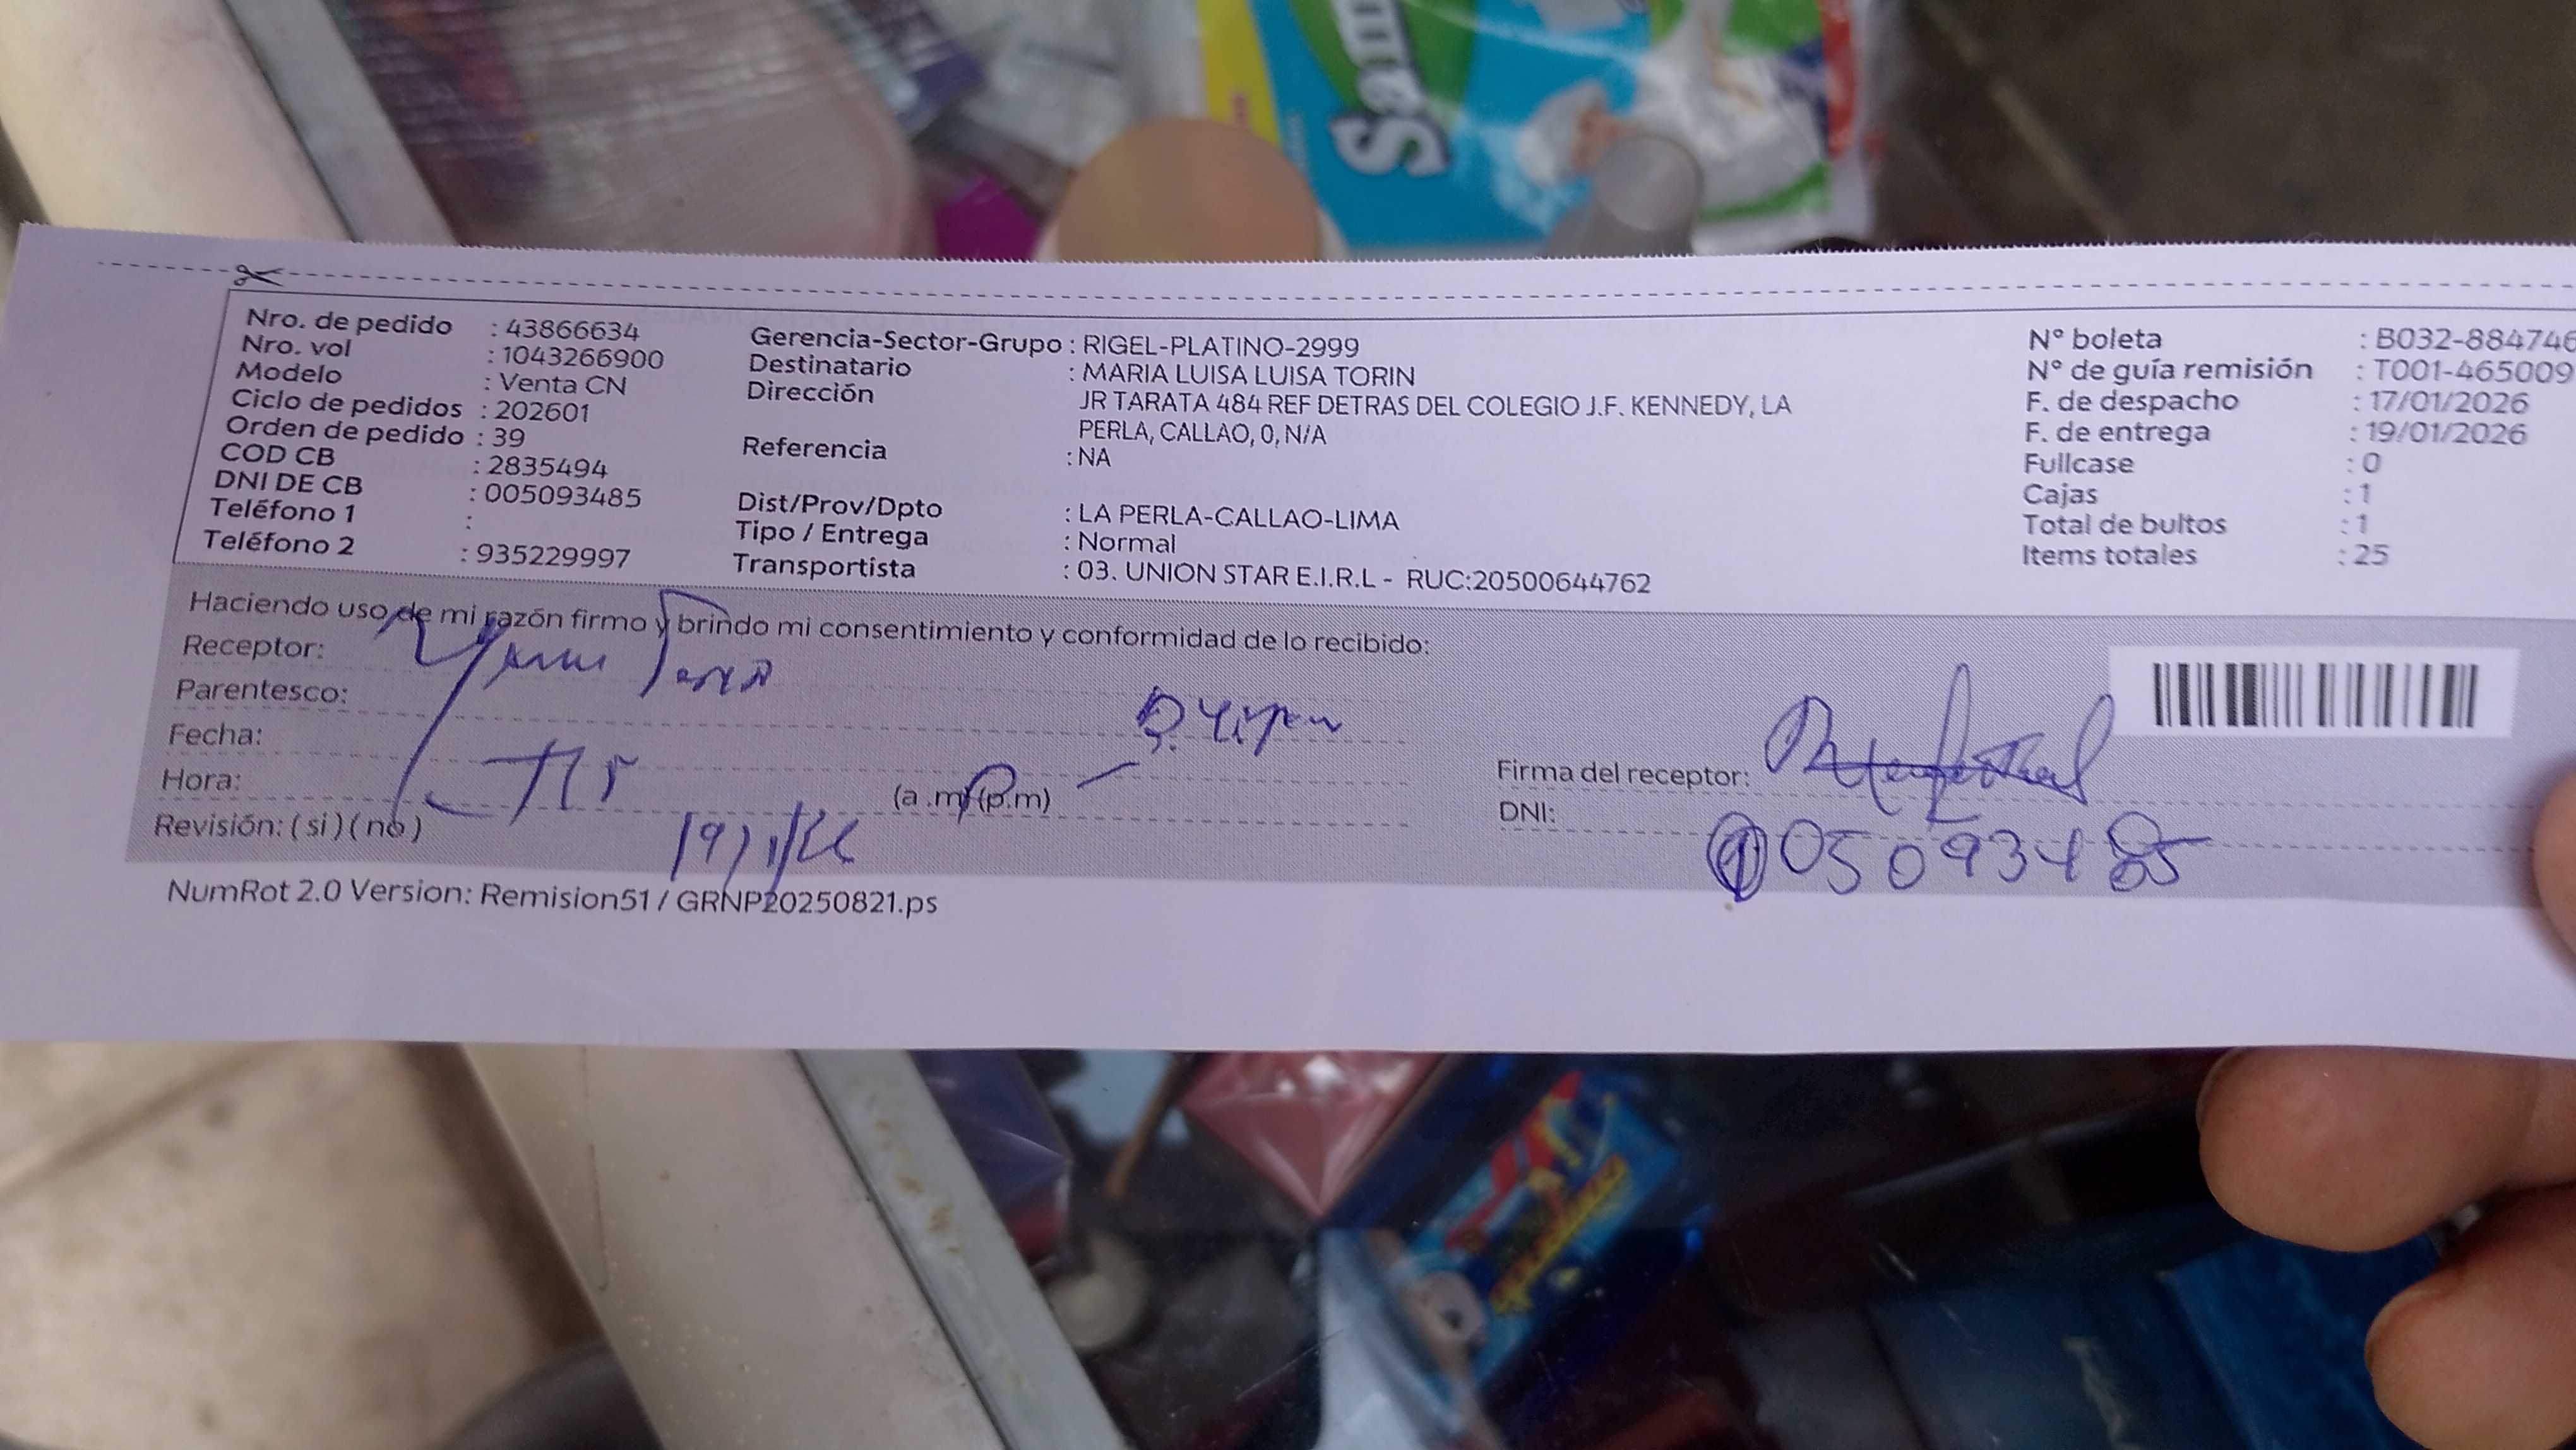 Sumes
Nro. de pedido : 43866634
Nro. vol : 1043266900
Modelo : Venta CN
Ciclo de pedidos : 202601
Orden de pedido : 39
COD CB : 2835494
DNI DE CB : 005093485
Teléfono 1 :
Teléfono 2 : 935229997
Gerencia-Sector-Grupo : RIGEL-PLATINO-2999
Destinatario : MARIA LUISA LUISA TORIN
Dirección JR TARATA 484 REF DETRAS DEL COLEGIO J.F. KENNEDY, LA
PERLA, CALLAO, 0, N/A
Referencia : NA
Dist/Prov/Dpto : LA PERLA-CALLAO-LIMA
Tipo / Entrega : Normal
Transportista : 03. UNION STAR E.I.R.L - RUC:20500644762
N° boleta : B032-884746
N° de guía remisión : T001-465009
F. de despacho : 17/01/2026
F. de entrega : 19/01/2026
Fullcase : 0
Cajas : 1
Total de bultos : 1
Items totales : 25
Haciendo uso de mi razón firmo y brindo mi consentimiento y conformidad de lo recibido:
Receptor:
Parentesco:
Fecha:
Hora: (a.m) (p.m)
Revisión: (si) (no)
Firma del receptor:
DNI: 005093485
NumRot 2.0 Version: Remision51 / GRNP20250821.ps